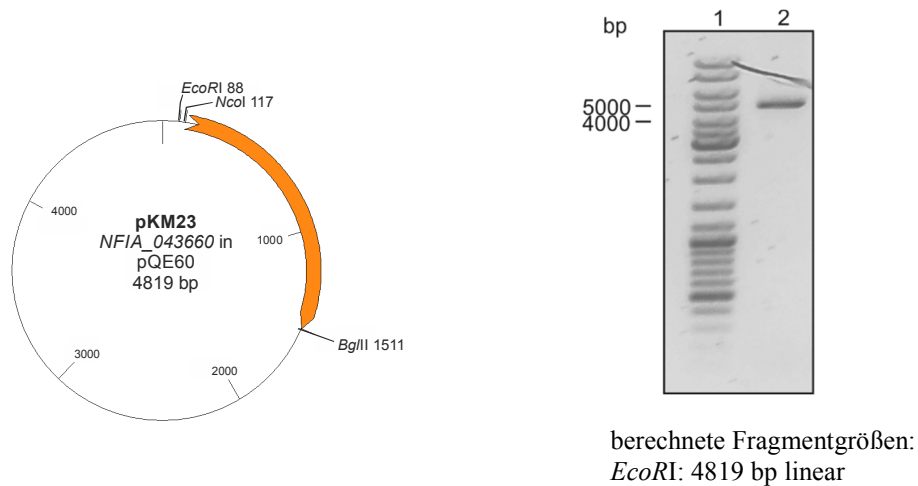 EcoRI 88
NcoI 117
4000
pKM23
NFIA_043660 in
pQE60
4819 bp
1000
BglII 1511
3000
2000
1 2
bp
5000
4000
berechnete Fragmentgrößen:
EcoRI: 4819 bp linear